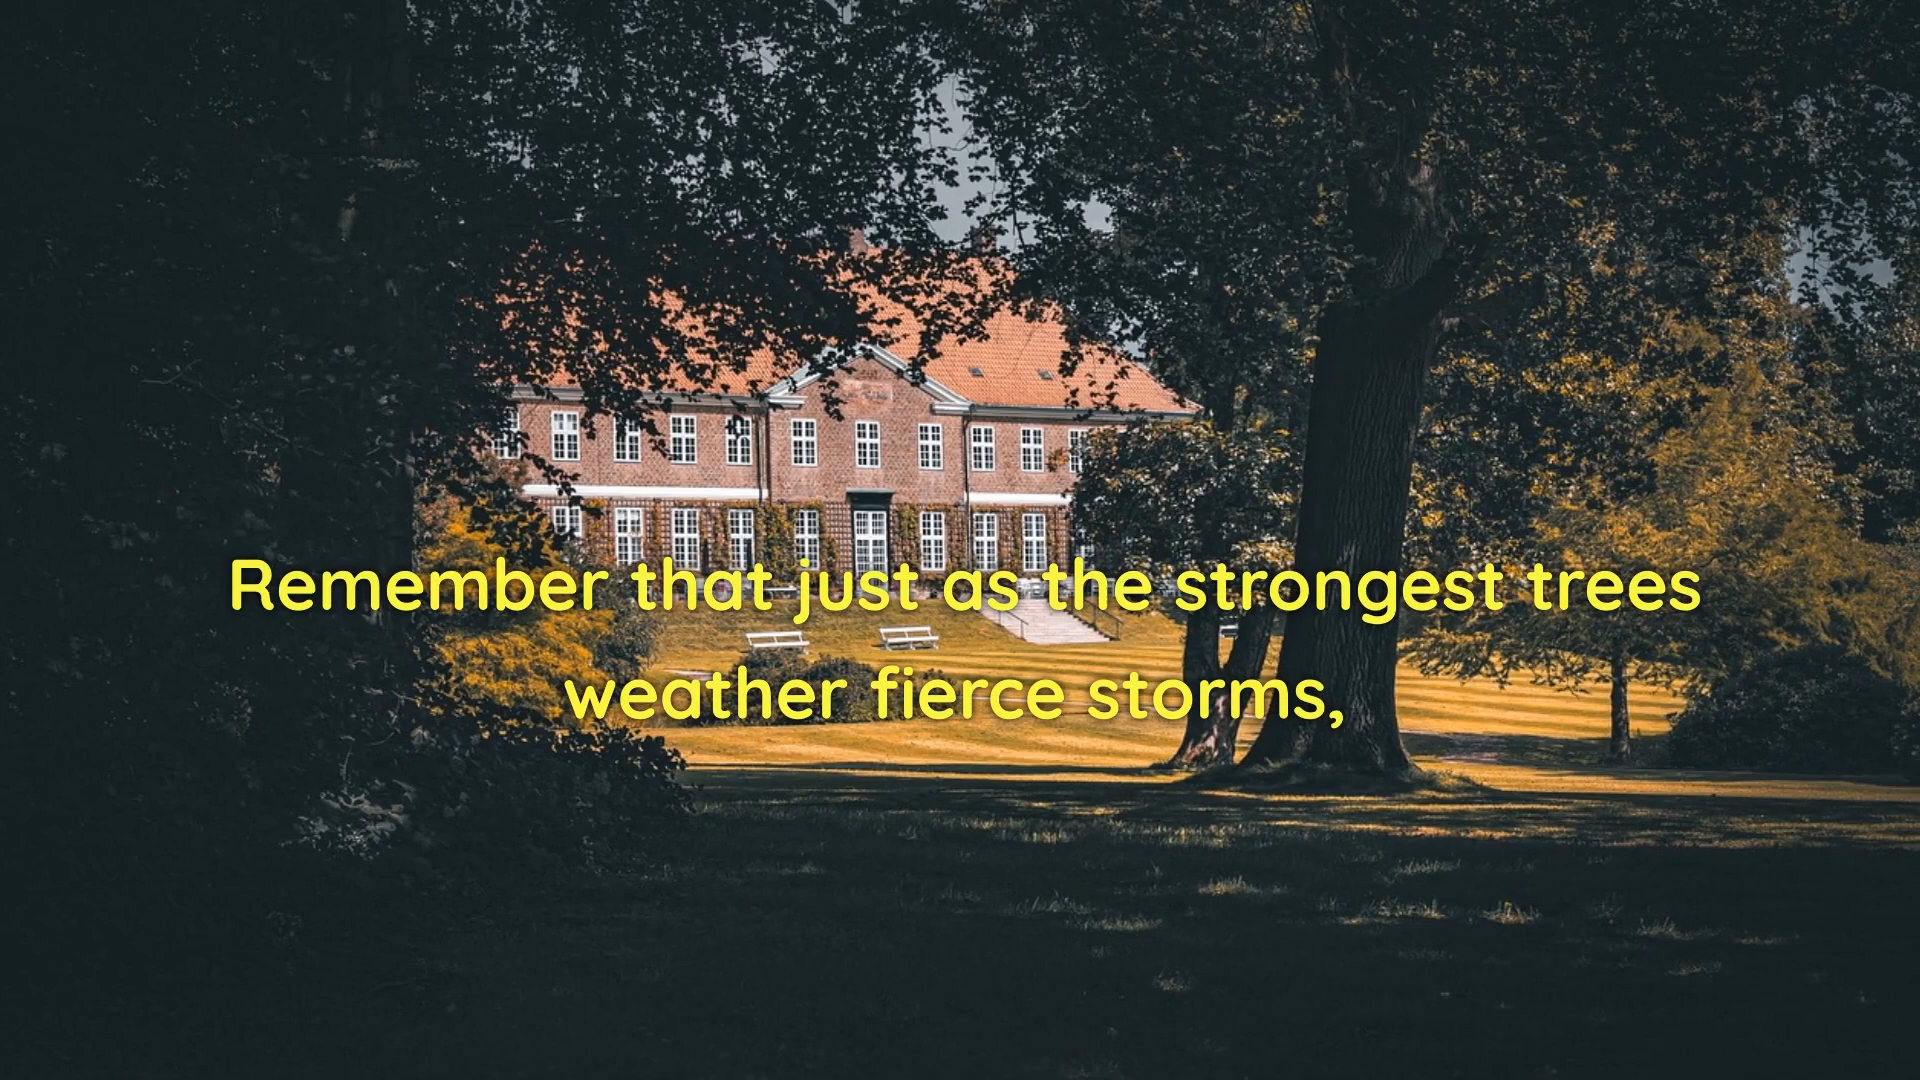 Remember that just as the strongest trees
weather fierce storms,